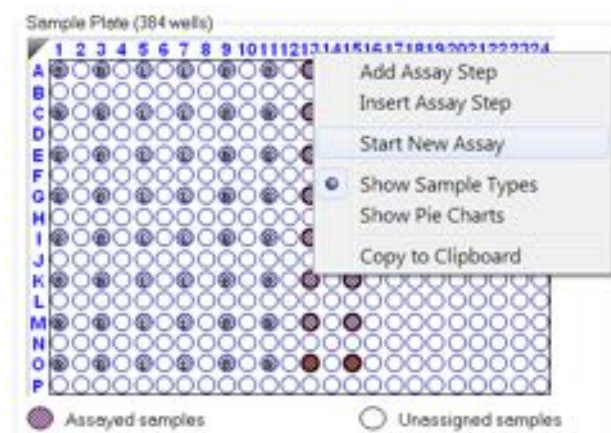 Sample Plate (384 wells)
1 2 3 4 5 6 7 8 9 10 11 12 13 14 15 16 17 18 19 20 21 22 23 24
A
B
C
D
E
F
G
H
I
J
K
L
M
N
O
P
Add Assay Step
Insert Assay Step
Start New Assay
Show Sample Types
Show Pie Charts
Copy to Clipboard
Assayed samples
Unassigned samples